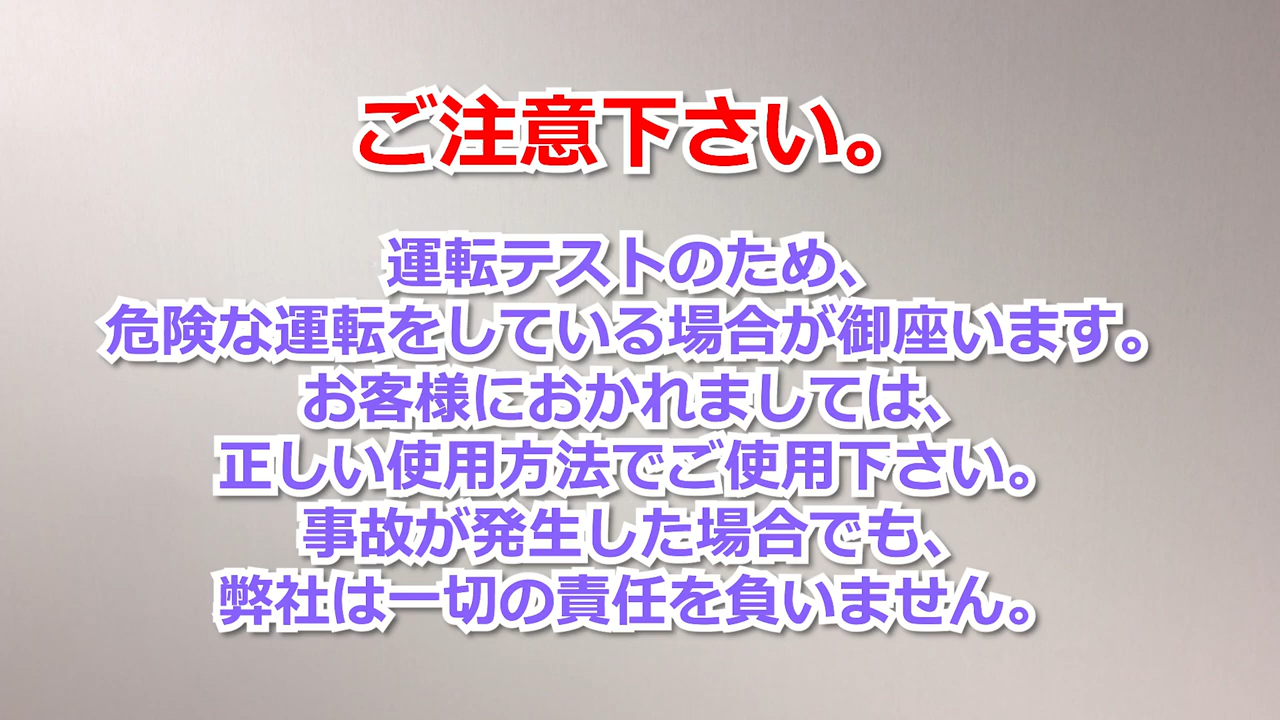 ご注意下さい。
運転テストのため、
危険な運転をしている場合が御座います。
お客様におかれましては、
正しい使用方法でご使用下さい。
事故が発生した場合でも、
弊社は一切の責任を負いません。